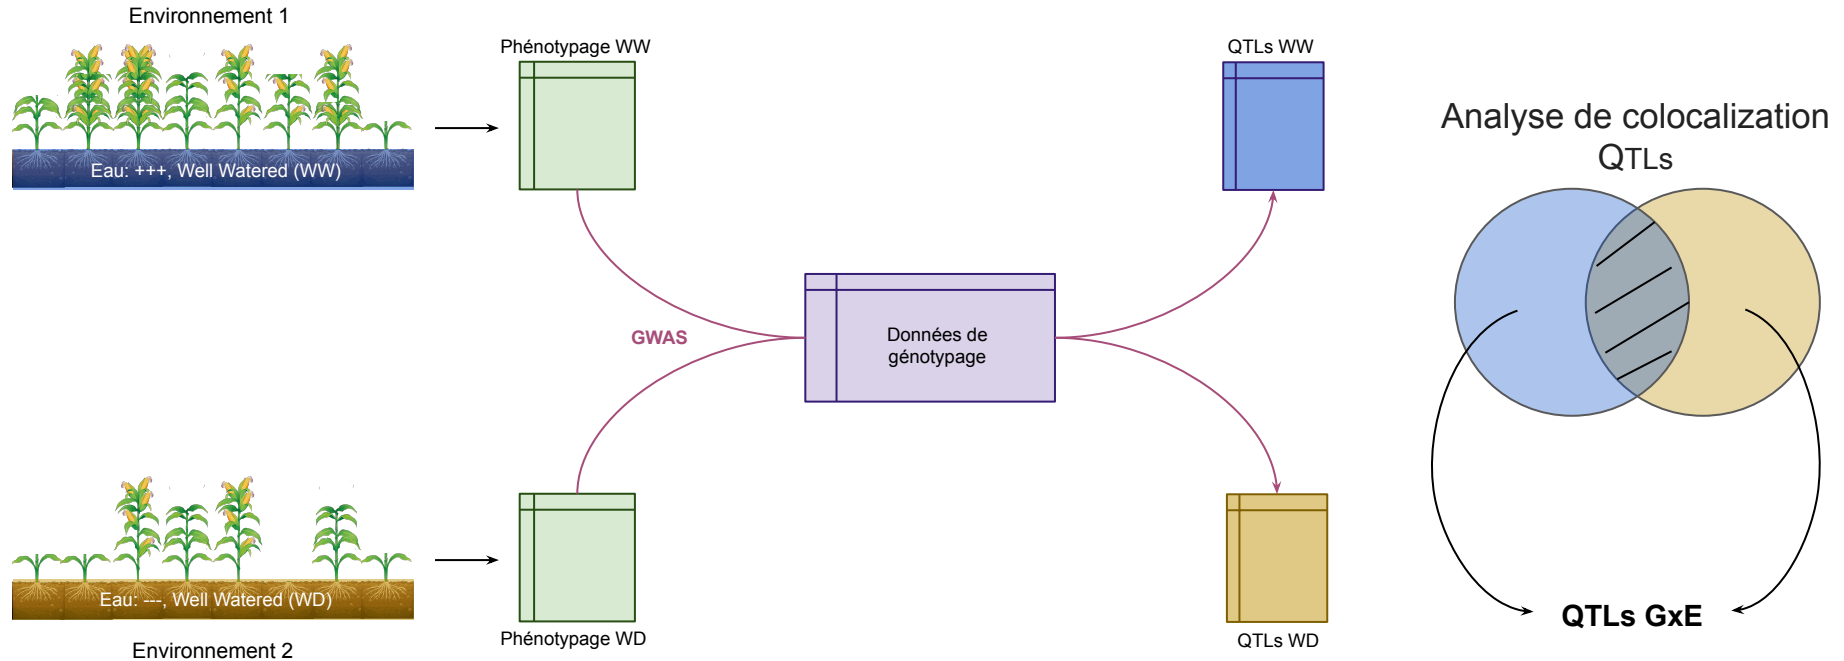 Environnement 1
Eau: +++, Well Watered (WW)
Phénotypage WW
QTLs WW
Analyse de colocalization
QTLs
GWAS
Données de
génotypage
Eau: ---, Well Watered (WD)
Environnement 2
Phénotypage WD
QTLs WD
QTLs GxE